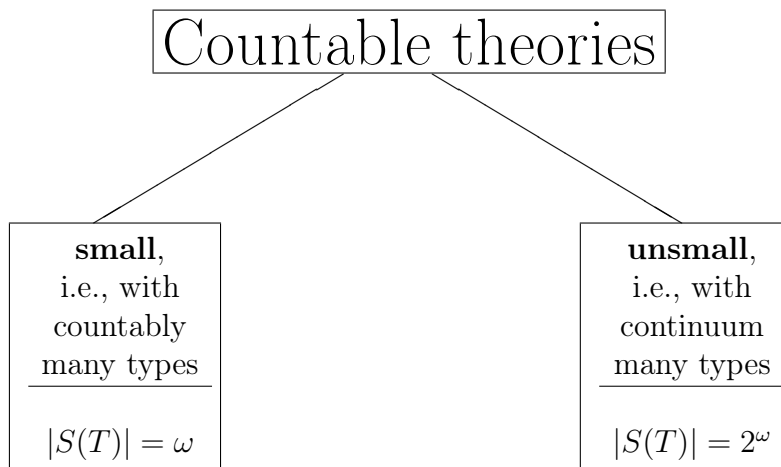 Countable theories
small,
i.e., with
countably
many types
|S(T)| = ω
unsmall,
i.e., with
continuum
many types
|S(T)| = 2^ω